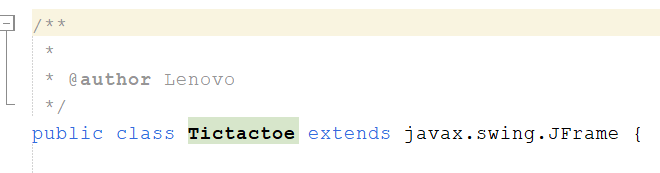 /**
 *
 * @author Lenovo
 */
public class Tictactoe extends javax.swing.JFrame {